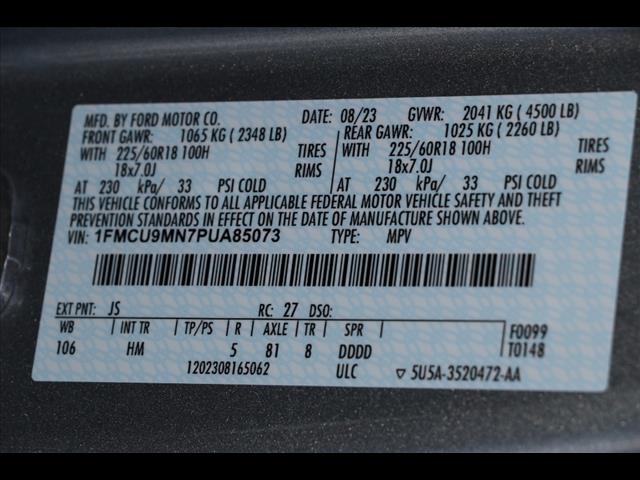 MFD. BY FORD MOTOR CO. DATE: 08/23 GVWR: 2041 KG ( 4500 LB)
FRONT GAWR: 1065 KG ( 2348 LB) REAR GAWR: 1025 KG ( 2260 LB)
WITH 225/60R18 100H TIRES WITH 225/60R18 100H TIRES
18x7.0J RIMS 18x7.0J RIMS
AT 230 kPa/ 33 PSI COLD AT 230 kPa/ 33 PSI COLD
THIS VEHICLE CONFORMS TO ALL APPLICABLE FEDERAL MOTOR VEHICLE SAFETY AND THEFT
PREVENTION STANDARDS IN EFFECT ON THE DATE OF MANUFACTURE SHOWN ABOVE.
VIN: 1FMCU9MN7PUA85073 TYPE: MPV
EXT PNT: JS RC: 27 DSO:
WB INT TR TP/PS R AXLE TR SPR F0099
106 HM 5 81 8 DDDD T0148
1202308165062 ULC ▽ 5U5A-3520472-AA